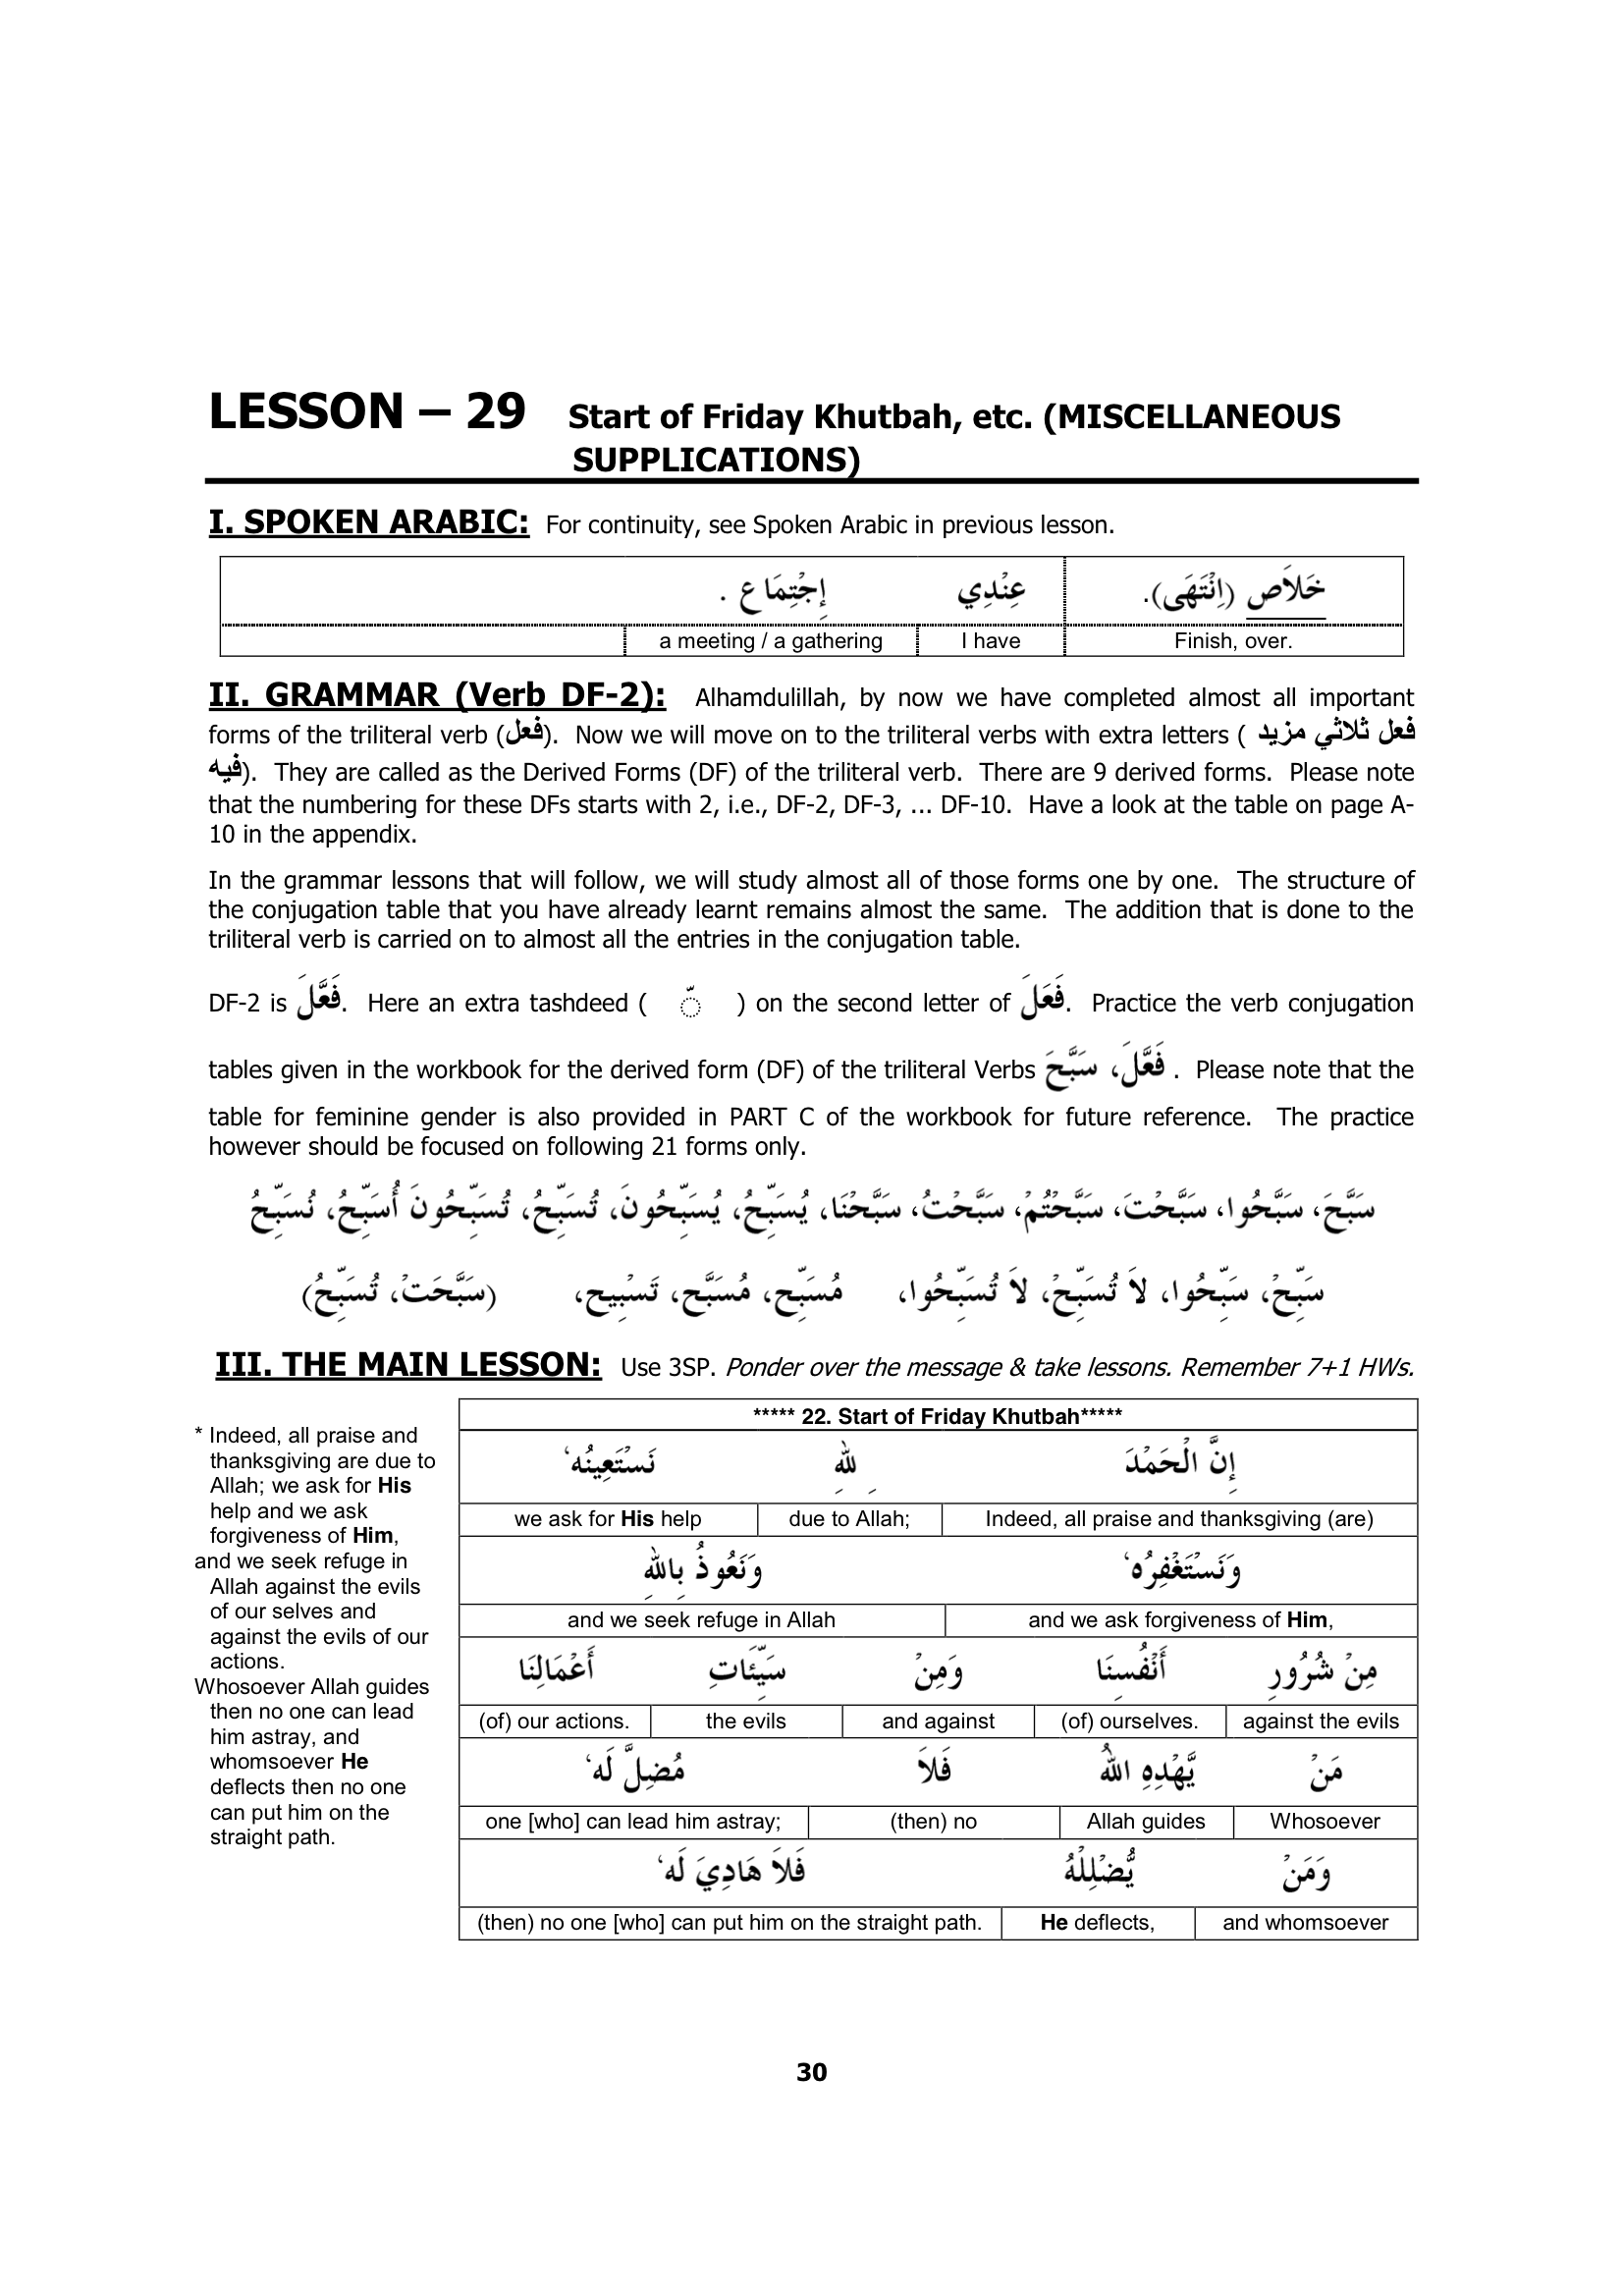 LESSON – 29 Start of Friday Khutbah, etc. (MISCELLANEOUS
SUPPLICATIONS)
I. SPOKEN ARABIC: For continuity, see Spoken Arabic in previous lesson.
خَلاَص (اِنْتَهَى). عِنْدِي إِجْتِمَاع .
Finish, over. I have a meeting / a gathering
II. GRAMMAR (Verb DF-2): Alhamdulillah, by now we have completed almost all important
forms of the triliteral verb (فعل). Now we will move on to the triliteral verbs with extra letters ( فعل ثلاثي مزيد
فيه). They are called as the Derived Forms (DF) of the triliteral verb. There are 9 derived forms. Please note
that the numbering for these DFs starts with 2, i.e., DF-2, DF-3, ... DF-10. Have a look at the table on page A-
10 in the appendix.
In the grammar lessons that will follow, we will study almost all of those forms one by one. The structure of
the conjugation table that you have already learnt remains almost the same. The addition that is done to the
triliteral verb is carried on to almost all the entries in the conjugation table.
DF-2 is فَعَّلَ. Here an extra tashdeed ( ّ ) on the second letter of فَعَلَ. Practice the verb conjugation
tables given in the workbook for the derived form (DF) of the triliteral Verbs فَعَّلَ، سَبَّحَ . Please note that the
table for feminine gender is also provided in PART C of the workbook for future reference. The practice
however should be focused on following 21 forms only.
سَبَّحَ، سَبَّحُوا، سَبَّحْتَ، سَبَّحْتُمْ، سَبَّحْتُ، سَبَّحْنَا، يُسَبِّحُ، يُسَبِّحُونَ، تُسَبِّحُ، تُسَبِّحُونَ أُسَبِّحُ، نُسَبِّحُ
سَبِّحْ، سَبِّحُوا، لاَ تُسَبِّحْ، لاَ تُسَبِّحُوا، مُسَبِّح، مُسَبَّح، تَسْبِيح، (سَبَّحَتْ، تُسَبِّحُ)
III. THE MAIN LESSON: Use 3SP. Ponder over the message & take lessons. Remember 7+1 HWs.
* Indeed, all praise and
thanksgiving are due to
Allah; we ask for His
help and we ask
forgiveness of Him,
and we seek refuge in
Allah against the evils
of our selves and
against the evils of our
actions.
Whosoever Allah guides
then no one can lead
him astray, and
whomsoever He
deflects then no one
can put him on the
straight path.
***** 22. Start of Friday Khutbah*****
إِنَّ الْحَمْدَ لِلّٰهِ نَسْتَعِينُه‘
Indeed, all praise and thanksgiving (are) due to Allah; we ask for His help
وَنَسْتَغْفِرُه‘ وَنَعُوذُ بِاللّٰهِ
and we ask forgiveness of Him, and we seek refuge in Allah
مِنْ شُرُورِ أَنْفُسِنَا وَمِنْ سَيِّئَاتِ أَعْمَالِنَا
against the evils (of) ourselves. and against the evils (of) our actions.
مَنْ يَّهْدِهِ اللّٰهُ فَلاَ مُضِلَّ لَه‘
Whosoever Allah guides (then) no one [who] can lead him astray;
وَمَنْ يُّضْلِلْهُ فَلاَ هَادِيَ لَه‘
and whomsoever He deflects, (then) no one [who] can put him on the straight path.
30